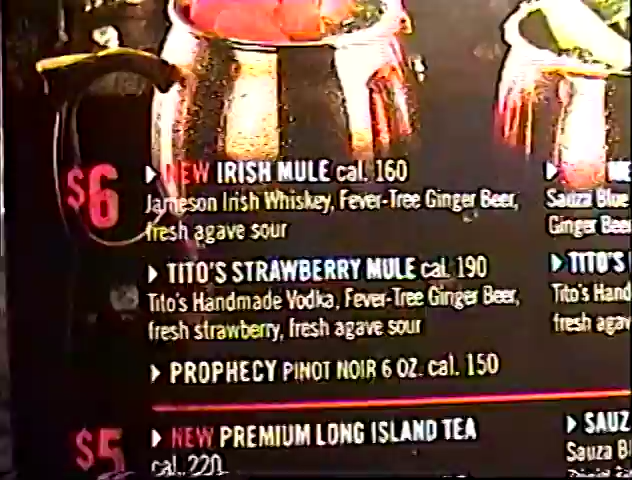 $6
NEW IRISH MULE cal. 160
Jameson Irish Whiskey, Fever-Tree Ginger Beer,
fresh agave sour
TITO'S STRAWBERRY MULE cal. 190
Tito's Handmade Vodka, Fever-Tree Ginger Beer,
fresh strawberry, fresh agave sour
PROPHECY PINOT NOIR 6 OZ. cal. 150
$5
NEW PREMIUM LONG ISLAND TEA
cal. 220
Sauza Blue
Ginger Beer
TITO'S
Tito's Hand
fresh agav
SAUZ
Sauza Bl